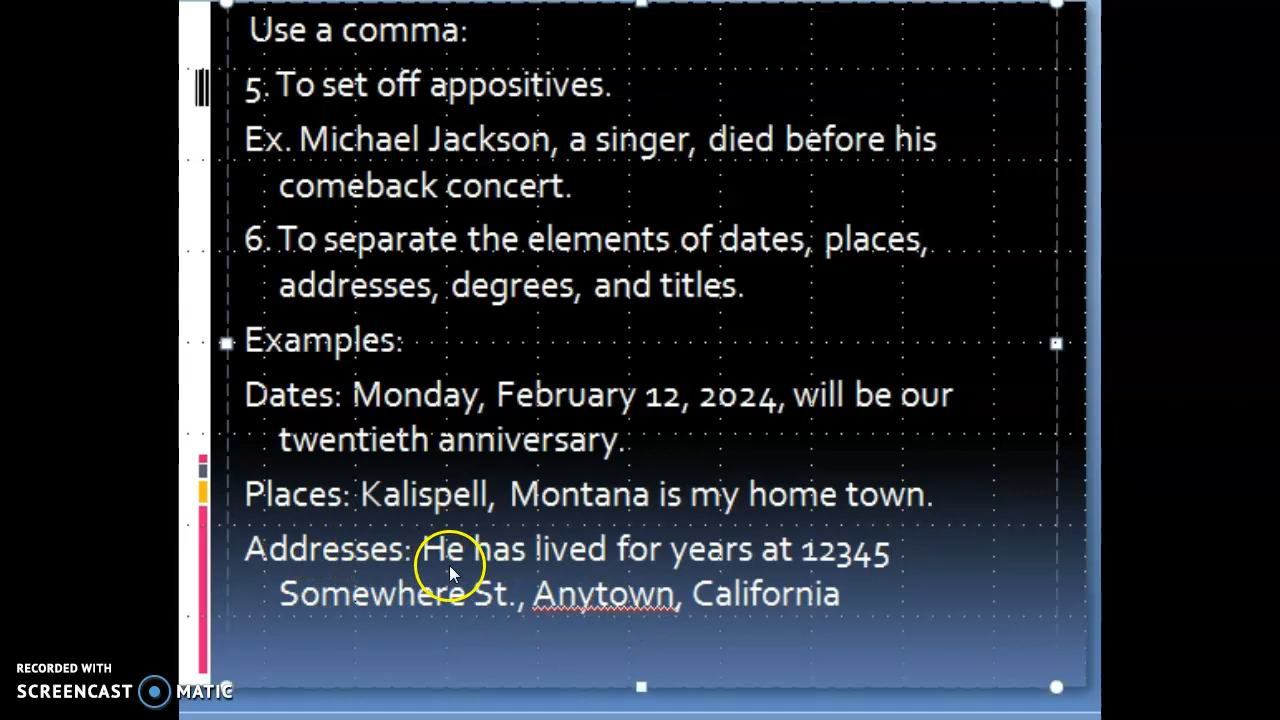 Use a comma:
5. To set off appositives.
Ex. Michael Jackson, a singer, died before his
comeback concert.
6. To separate the elements of dates, places,
addresses, degrees, and titles.
Examples:
Dates: Monday, February 12, 2024, will be our
twentieth anniversary.
Places: Kalispell, Montana is my home town.
Addresses: He has lived for years at 12345
Somewhere St., Anytown, California
RECORDED WITH
SCREENCAST MATIC